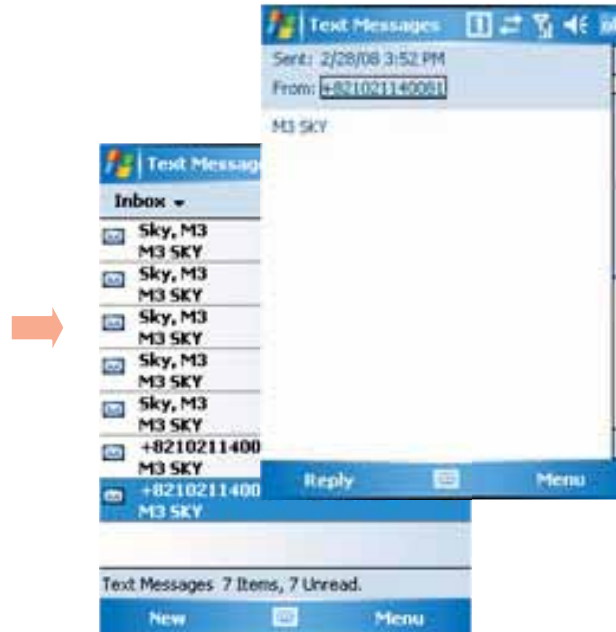 Text Messages
Sent: 2/28/08 3:52 PM
From: +821021140081
M3 SKY
Reply
Menu
Text Messag
Inbox
Sky, M3
M3 SKY
Sky, M3
M3 SKY
Sky, M3
M3 SKY
Sky, M3
M3 SKY
Sky, M3
M3 SKY
+8210211400
M3 SKY
+8210211400
M3 SKY
Text Messages 7 Items, 7 Unread.
New
Menu